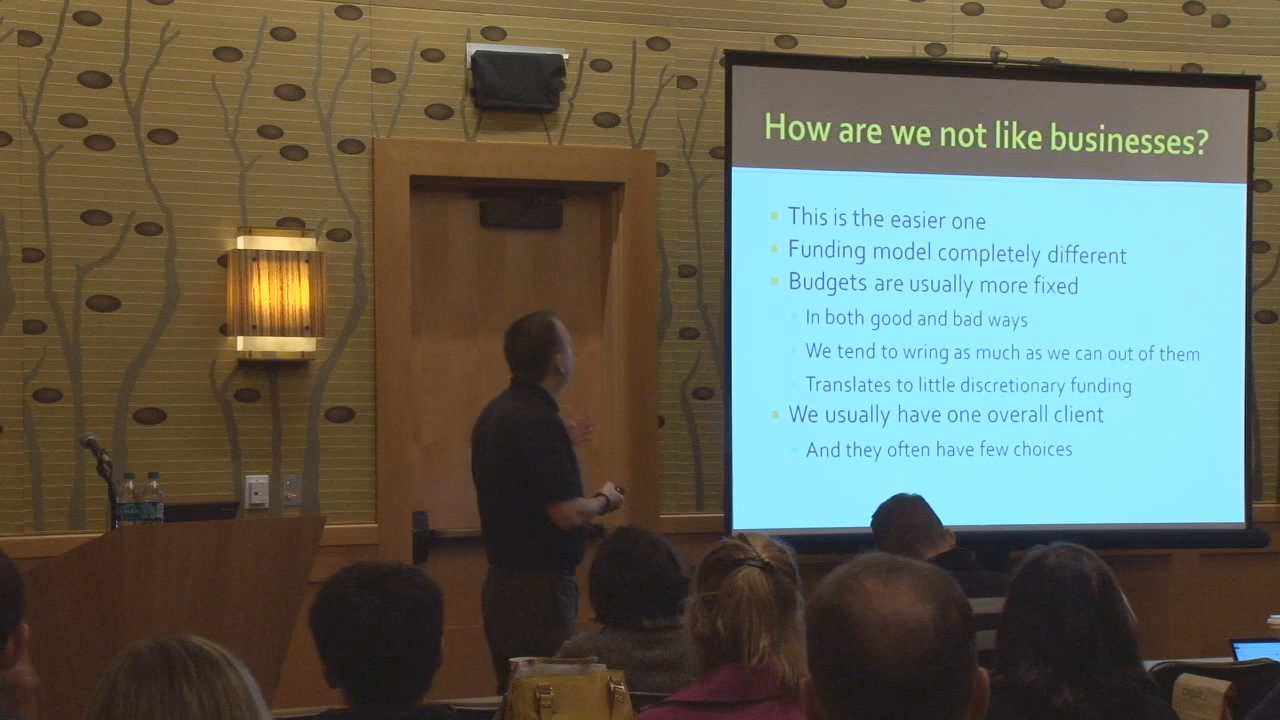 How are we not like businesses?
This is the easier one
Funding model completely different
Budgets are usually more fixed
In both good and bad ways
We tend to wring as much as we can out of them
Translates to little discretionary funding
We usually have one overall client
And they often have few choices